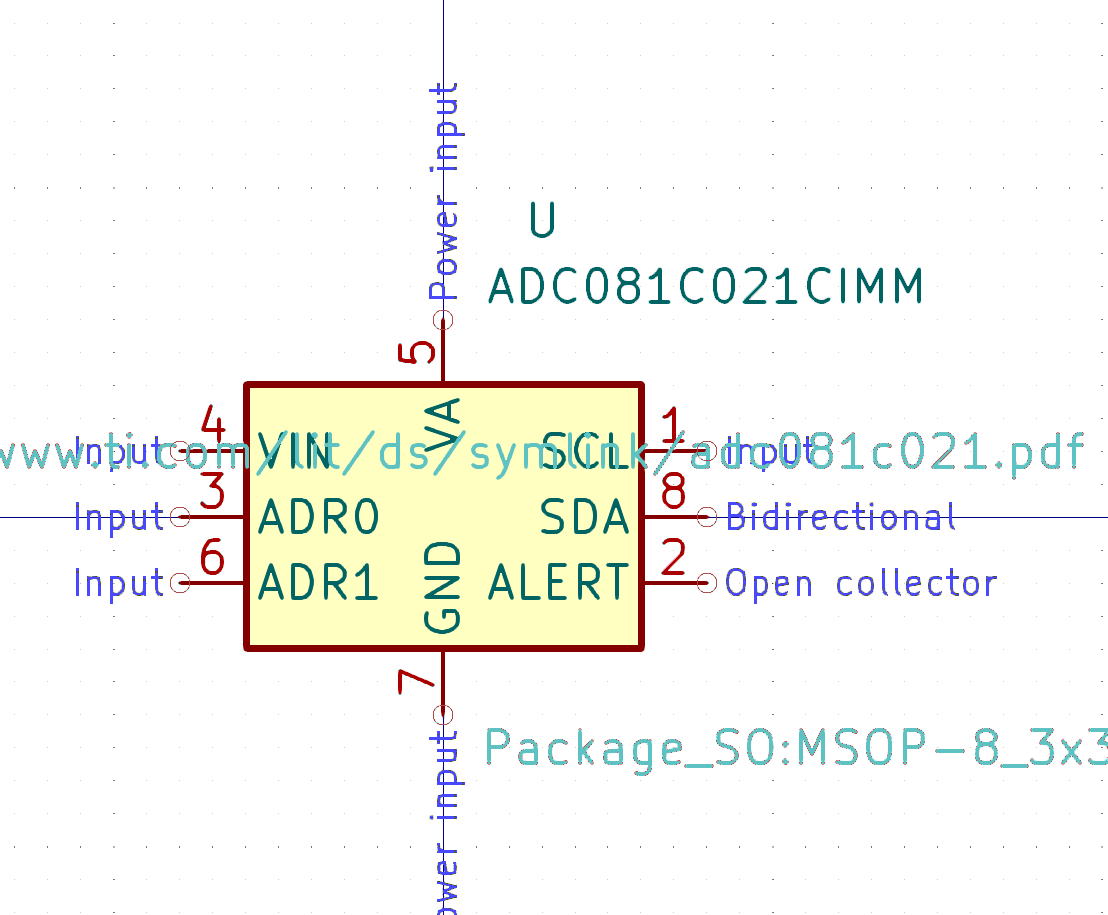 Power input
U
ADC081C021CIMM
5
VA
Input 4 VIN SCL 1 Input
www.ti.com/lit/ds/symlink/adc081c021.pdf
Input 3 ADR0 SDA 8 Bidirectional
Input 6 ADR1 ALERT 2 Open collector
GND
7
Package_SO:MSOP-8_3x3
ower input